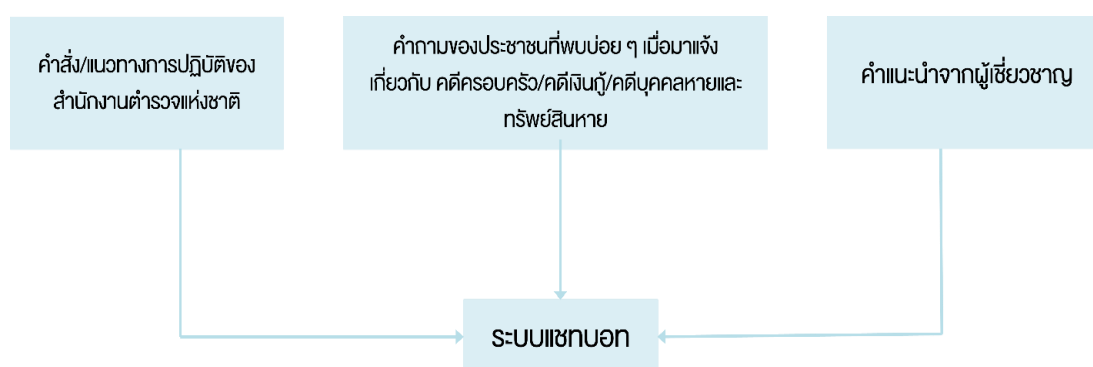 คำสั่ง/แนวทางการปฏิบัติของ
สำนักงานตำรวจแห่งชาติ
คำถามของประชาชนที่พบบ่อย ๆ เมื่อมาแจ้ง
เกี่ยวกับ คดีครอบครัว/คดีเงินกู้/คดีบุคคลหายและ
ทรัพย์สินหาย
คำแนะนำจากผู้เชี่ยวชาญ
ระบบแชทบอท